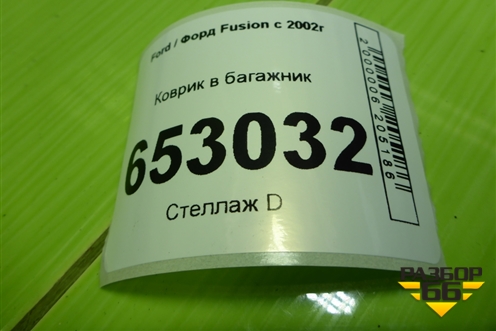 Ford / Форд Fusion с 2002г
Коврик в багажник
653032
Стеллаж D
2000006205186
РАЗБОР
66